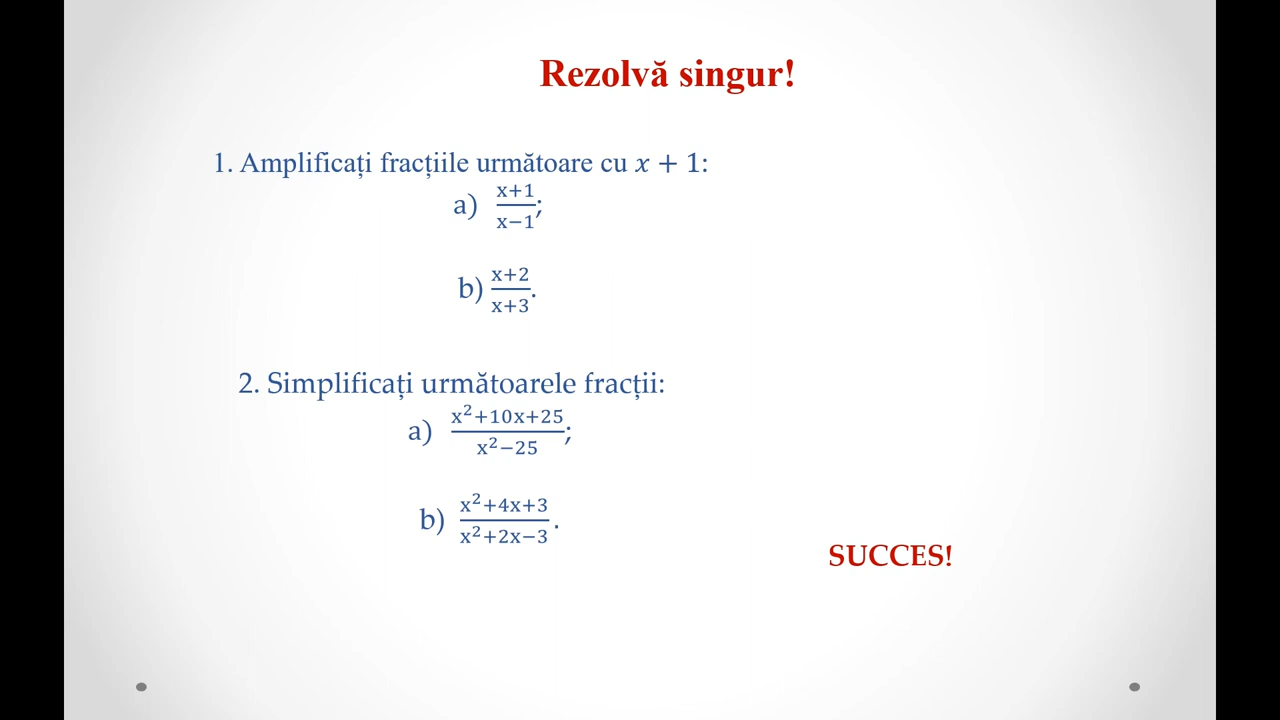 Rezolvă singur!
1. Amplificați fracțiile următoare cu x + 1:
a) x+1/x−1;
b) x+2/x+3.
2. Simplificați următoarele fracții:
a) x²+10x+25/x²−25;
b) x²+4x+3/x²+2x−3.
SUCCES!